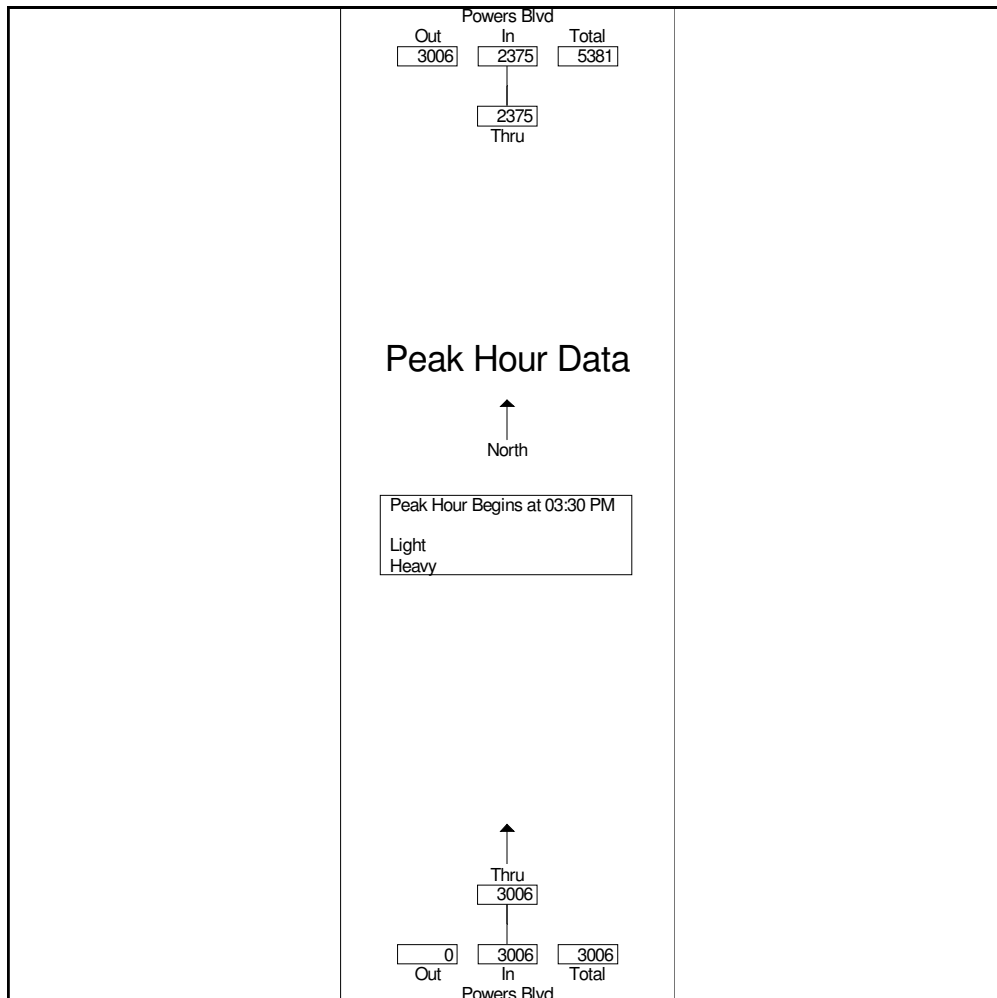 Powers Blvd
Out In Total
3006 2375 5381
2375
Thru
Peak Hour Data
North
Peak Hour Begins at 03:30 PM
Light
Heavy
Thru
3006
0 3006 3006
Out In Total
Powers Blvd